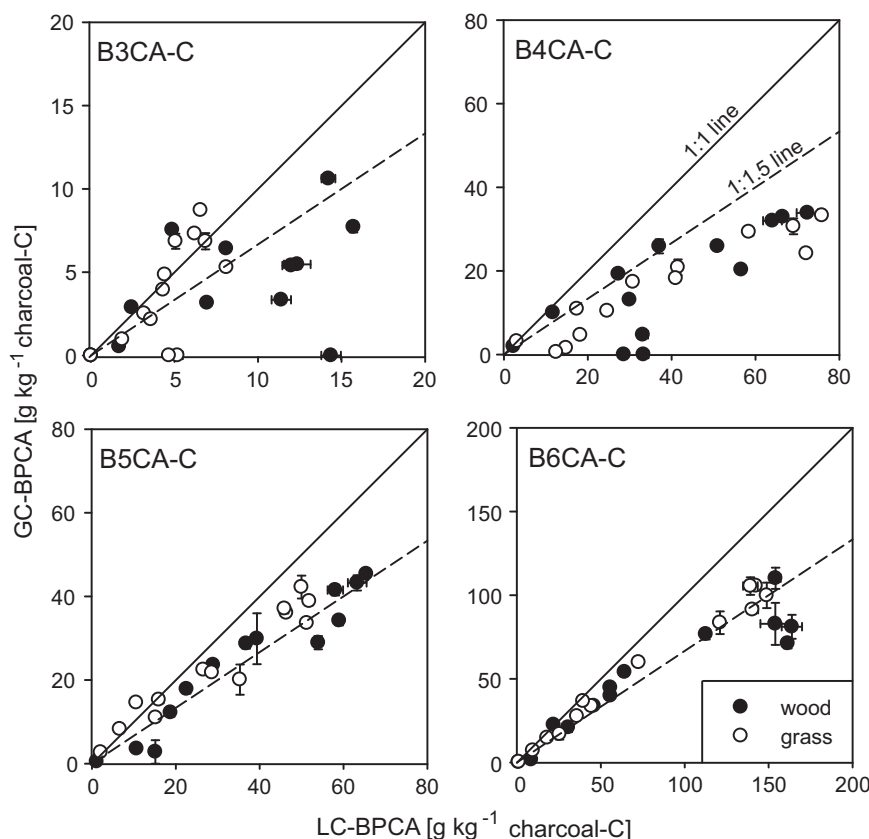 B3CA-C
20
15
10
5
0
0 5 10 15 20
B4CA-C
1:1 line
1:1.5 line
80
60
40
20
0
0 20 40 60 80
B5CA-C
80
60
40
20
0
0 20 40 60 80
B6CA-C
200
150
100
50
0
0 50 100 150 200
wood
grass
GC-BPCA [g kg⁻¹ charcoal-C]
LC-BPCA [g kg⁻¹ charcoal-C]